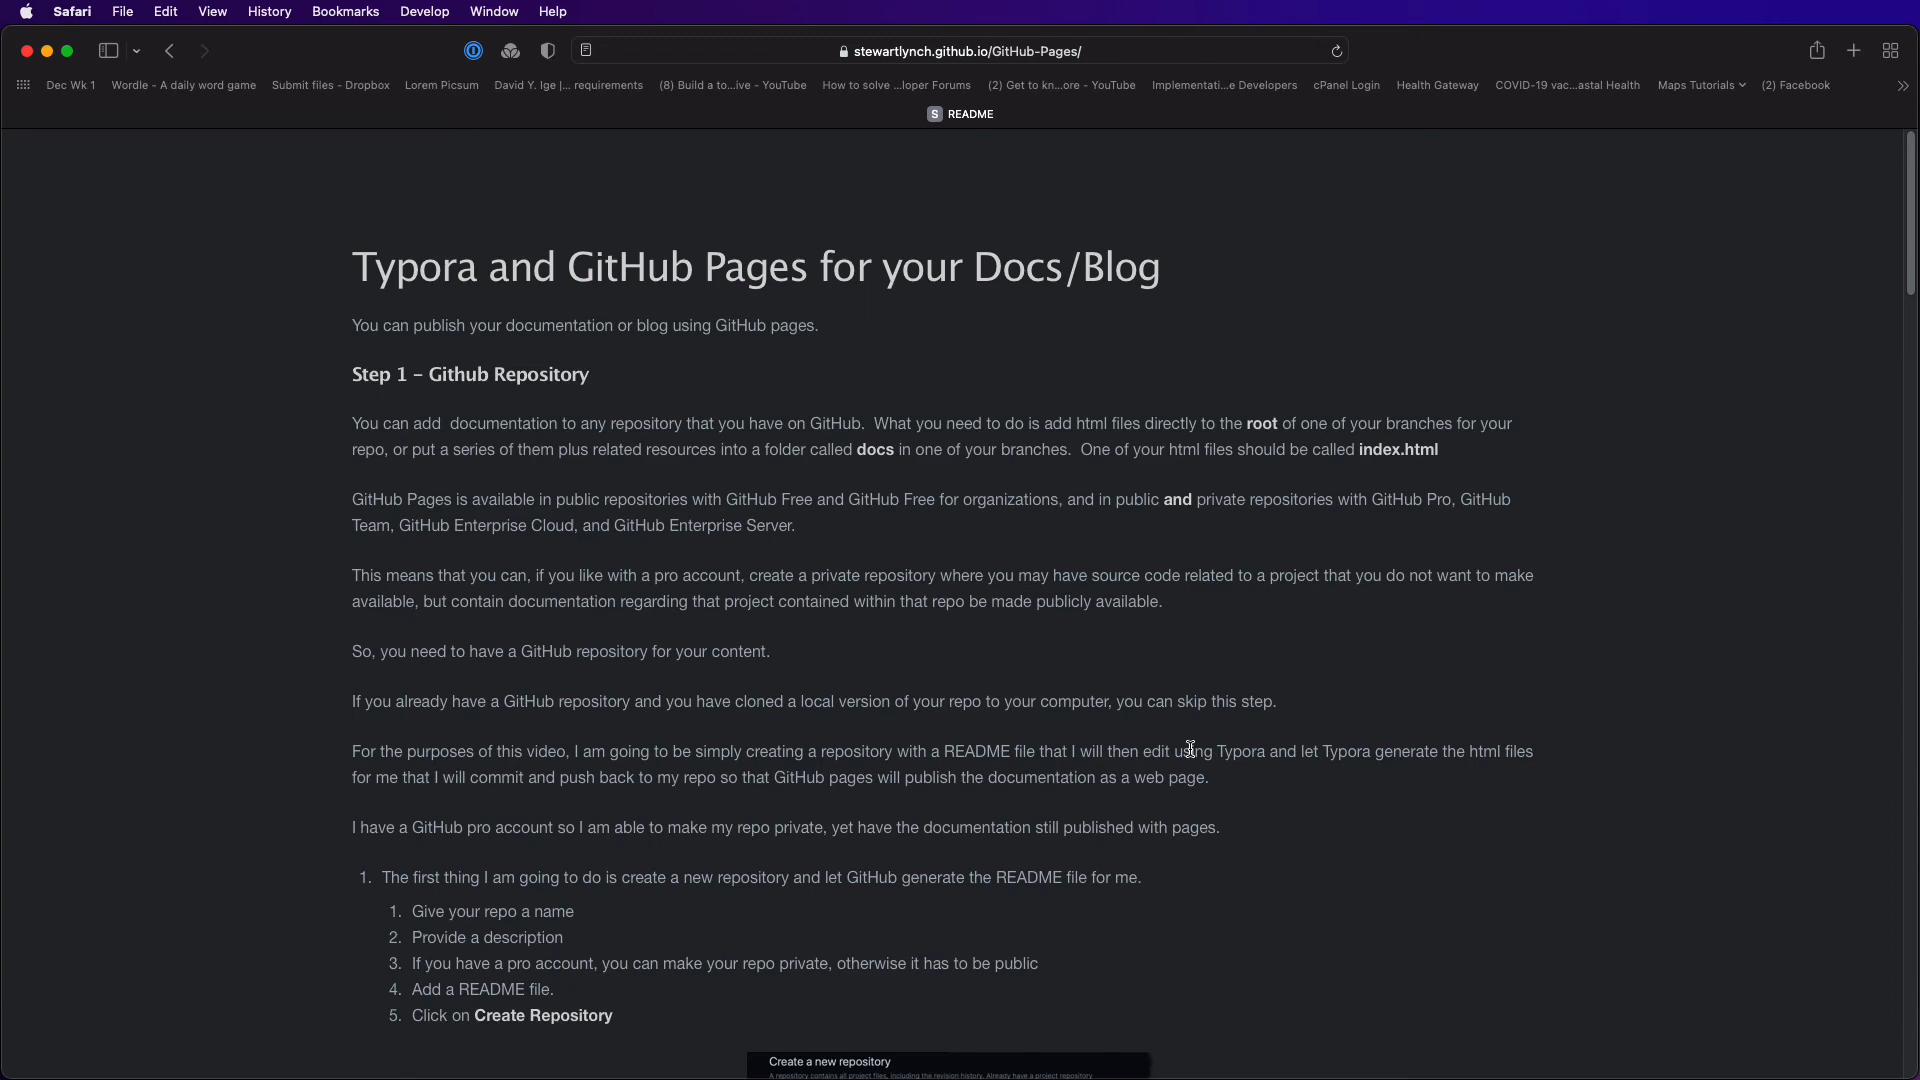 Safari File Edit View History Bookmarks Develop Window Help
stewartlynch.github.io/GitHub-Pages/
Dec Wk 1 Wordle - A daily word game Submit files - Dropbox Lorem Picsum David Y. Ige |... requirements (8) Build a to...ive - YouTube How to solve ...loper Forums (2) Get to kn...ore - YouTube Implementati...e Developers cPanel Login Health Gateway COVID-19 vac...astal Health Maps Tutorials (2) Facebook
S README
Typora and GitHub Pages for your Docs/Blog
You can publish your documentation or blog using GitHub pages.
Step 1 – Github Repository
You can add documentation to any repository that you have on GitHub. What you need to do is add html files directly to the root of one of your branches for your
repo, or put a series of them plus related resources into a folder called docs in one of your branches. One of your html files should be called index.html
GitHub Pages is available in public repositories with GitHub Free and GitHub Free for organizations, and in public and private repositories with GitHub Pro, GitHub
Team, GitHub Enterprise Cloud, and GitHub Enterprise Server.
This means that you can, if you like with a pro account, create a private repository where you may have source code related to a project that you do not want to make
available, but contain documentation regarding that project contained within that repo be made publicly available.
So, you need to have a GitHub repository for your content.
If you already have a GitHub repository and you have cloned a local version of your repo to your computer, you can skip this step.
For the purposes of this video, I am going to be simply creating a repository with a README file that I will then edit using Typora and let Typora generate the html files
for me that I will commit and push back to my repo so that GitHub pages will publish the documentation as a web page.
I have a GitHub pro account so I am able to make my repo private, yet have the documentation still published with pages.
1. The first thing I am going to do is create a new repository and let GitHub generate the README file for me.
1. Give your repo a name
2. Provide a description
3. If you have a pro account, you can make your repo private, otherwise it has to be public
4. Add a README file.
5. Click on Create Repository
Create a new repository
A repository contains all project files, including the revision history. Already have a project repository